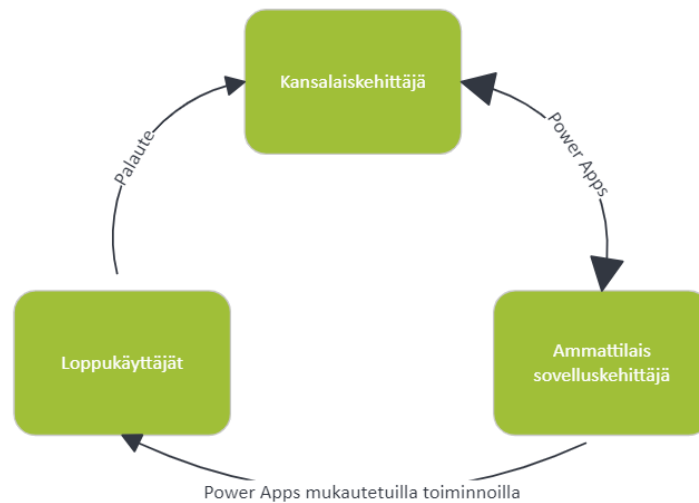 Kansalaiskehittäjä
Palaute
Power Apps
Loppukäyttäjät
Ammattilais
sovelluskehittäjä
Power Apps mukautetuilla toiminnoilla